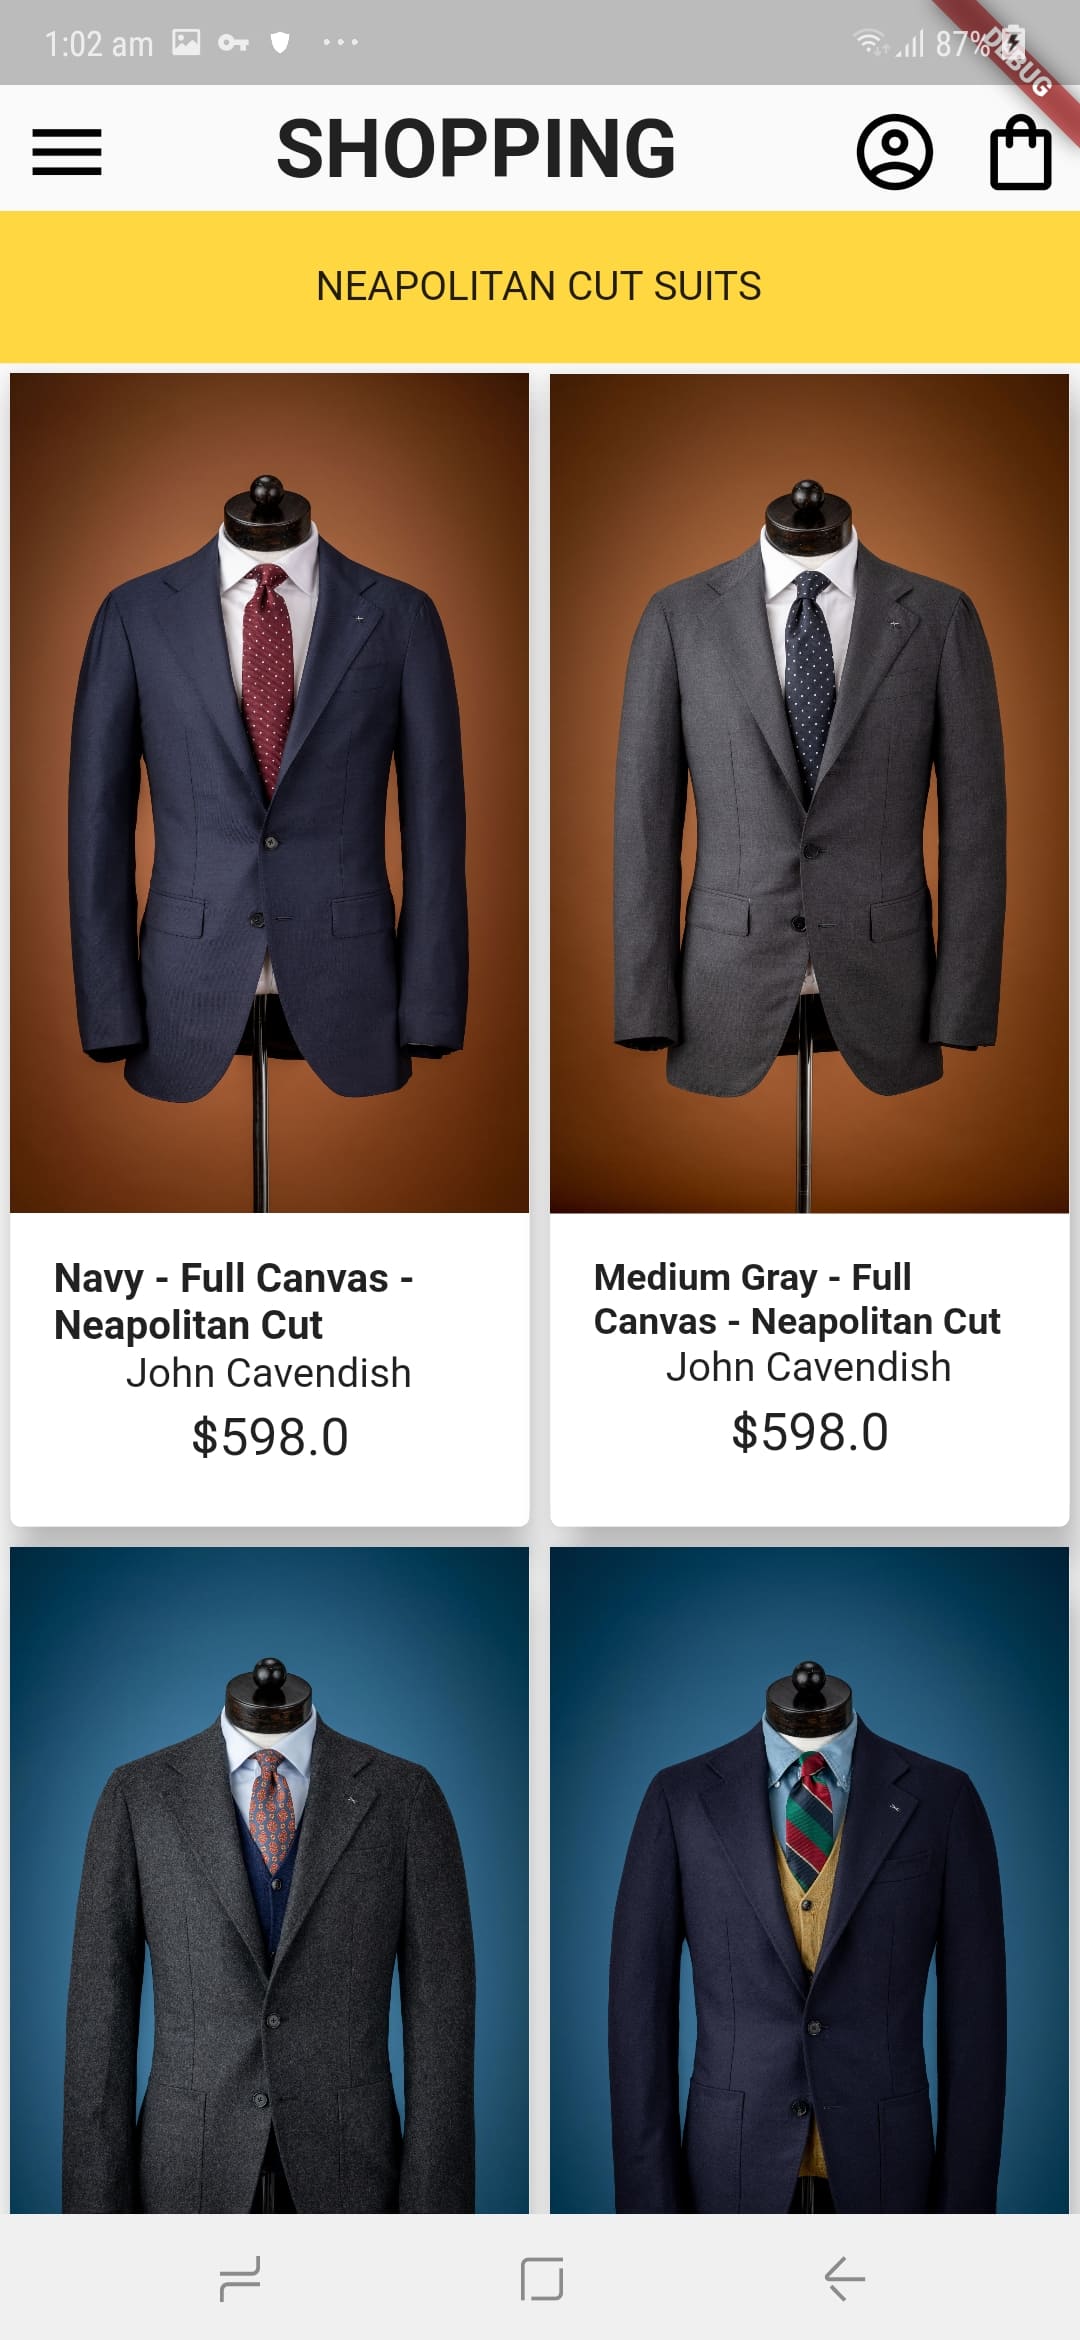 1:02 am
87%
DEBUG
SHOPPING
NEAPOLITAN CUT SUITS
Navy - Full Canvas -
Neapolitan Cut
John Cavendish
$598.0
Medium Gray - Full
Canvas - Neapolitan Cut
John Cavendish
$598.0